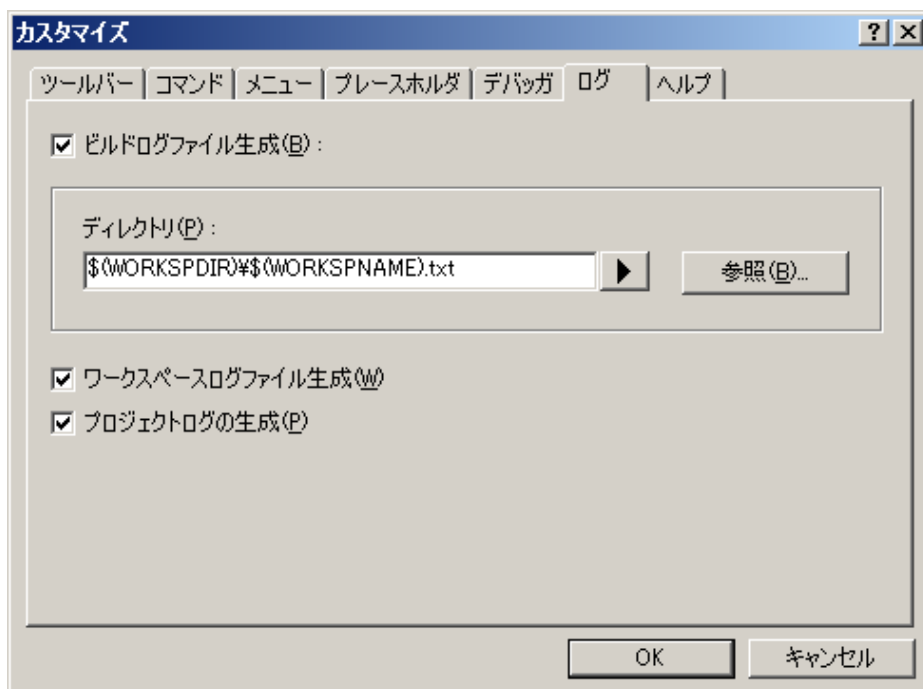 カスタマイズ
ツールバー コマンド メニュー プレースホルダ デバッガ ログ ヘルプ
ビルドログファイル生成(B) :
ディレクトリ(P) :
$(WORKSPDIR)¥$(WORKSPNAME).txt 参照(B)...
ワークスペースログファイル生成(W)
プロジェクトログの生成(P)
OK キャンセル